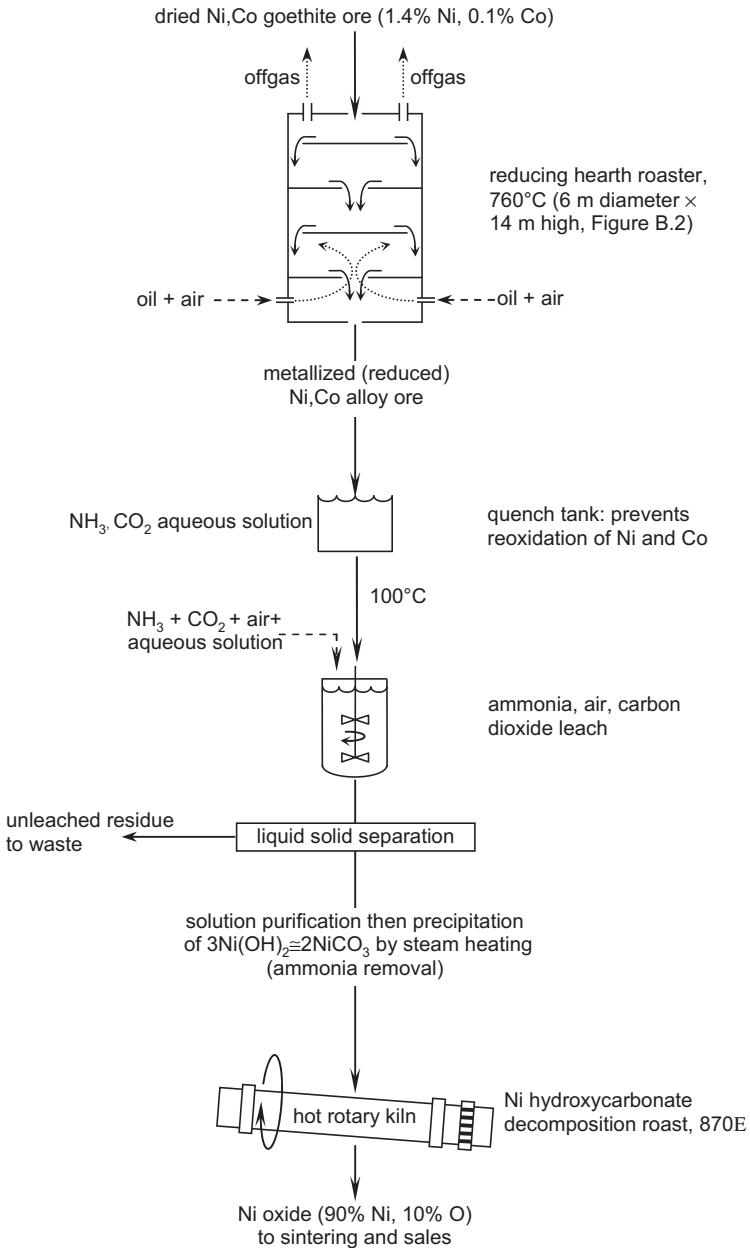 dried Ni,Co goethite ore (1.4% Ni, 0.1% Co)
offgas
offgas
reducing hearth roaster,
760°C (6 m diameter ×
14 m high, Figure B.2)
oil + air
oil + air
metallized (reduced)
Ni,Co alloy ore
NH₃, CO₂ aqueous solution
quench tank: prevents
reoxidation of Ni and Co
100°C
NH₃ + CO₂ + air+
aqueous solution
ammonia, air, carbon
dioxide leach
unleached residue
to waste
liquid solid separation
solution purification then precipitation
of 3Ni(OH)₂≅2NiCO₃ by steam heating
(ammonia removal)
hot rotary kiln
Ni hydroxycarbonate
decomposition roast, 870E
Ni oxide (90% Ni, 10% O)
to sintering and sales